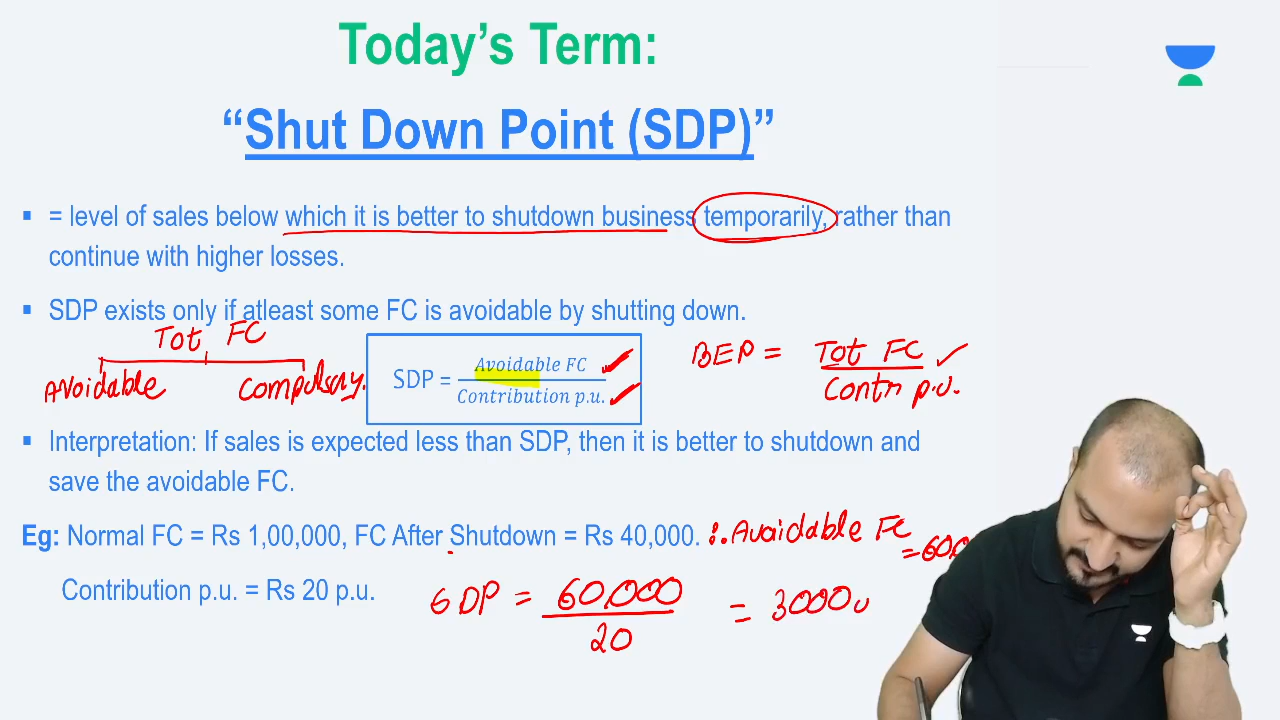 Today's Term:
“Shut Down Point (SDP)”
▪ = level of sales below which it is better to shutdown business temporarily, rather than
continue with higher losses.
▪ SDP exists only if atleast some FC is avoidable by shutting down.
Tot FC
Avoidable Compulsory.
SDP = Avoidable FC
Contribution p.u.
BEP = Tot FC
Contn p.u.
▪ Interpretation: If sales is expected less than SDP, then it is better to shutdown and
save the avoidable FC.
Eg: Normal FC = Rs 1,00,000, FC After Shutdown = Rs 40,000. ∴ Avoidable FC
= 60,0
Contribution p.u. = Rs 20 p.u.
SDP = 60,000 = 3000u
20